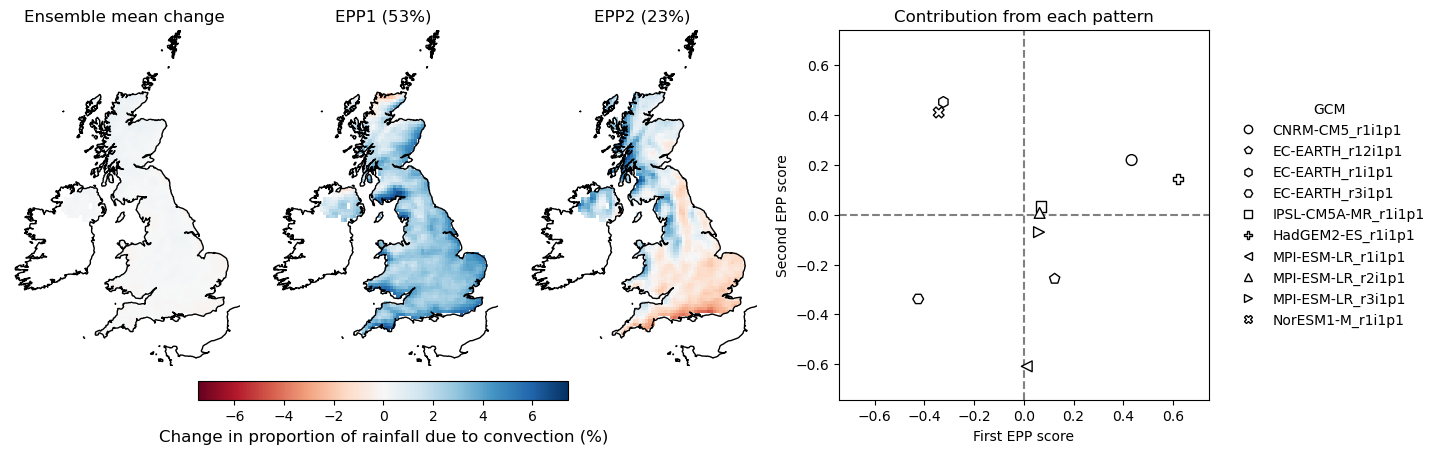 Ensemble mean change
EPP1 (53%)
EPP2 (23%)
−6 −4 −2 0 2 4 6
Change in proportion of rainfall due to convection (%)
Contribution from each pattern
Second EPP score
0.6
0.4
0.2
0.0
−0.2
−0.4
−0.6
−0.6 −0.4 −0.2 0.0 0.2 0.4 0.6
First EPP score
GCM
CNRM-CM5_r1i1p1
EC-EARTH_r12i1p1
EC-EARTH_r1i1p1
EC-EARTH_r3i1p1
IPSL-CM5A-MR_r1i1p1
HadGEM2-ES_r1i1p1
MPI-ESM-LR_r1i1p1
MPI-ESM-LR_r2i1p1
MPI-ESM-LR_r3i1p1
NorESM1-M_r1i1p1